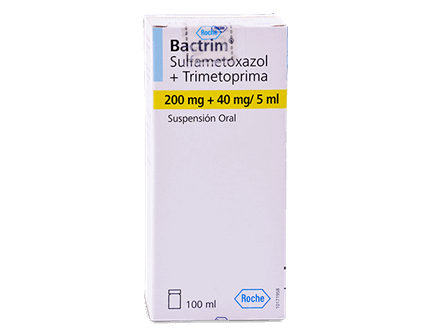 Roche
Bactrim®
Sulfametoxazol
+ Trimetoprima
200 mg + 40 mg/ 5 ml
Suspensión Oral
100 ml
Roche